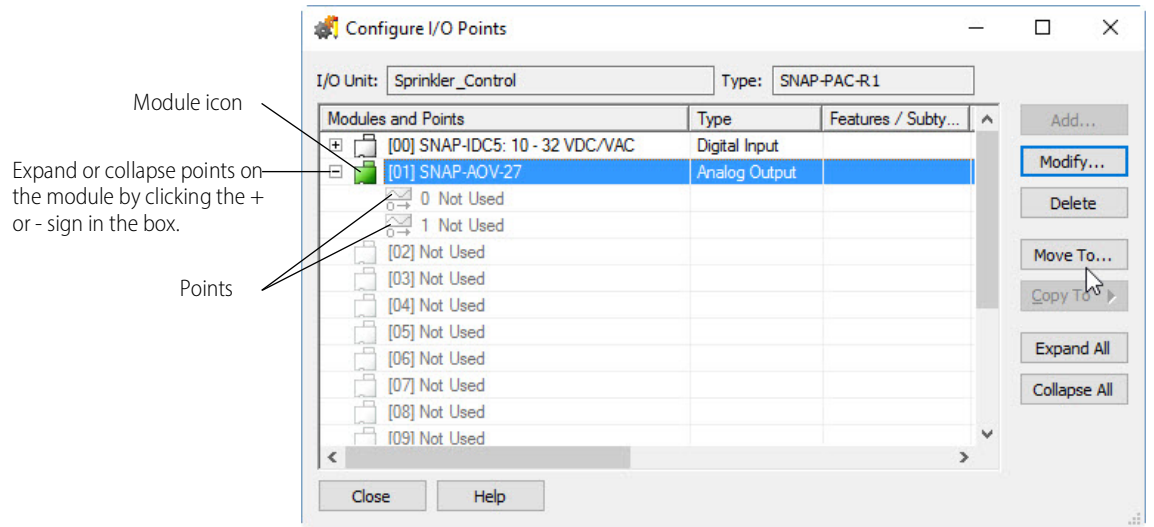 Configure I/O Points
I/O Unit: Sprinkler_Control Type: SNAP-PAC-R1
Module icon
Modules and Points Type Features / Subty... Add...
[00] SNAP-IDC5: 10 - 32 VDC/VAC Digital Input
Expand or collapse points on
the module by clicking the +
or - sign in the box.
[01] SNAP-AOV-27 Analog Output Modify...
0 Not Used Delete
1 Not Used
[02] Not Used Move To...
Points
[03] Not Used
[04] Not Used Copy To
[05] Not Used
[06] Not Used Expand All
[07] Not Used Collapse All
[08] Not Used
[09] Not Used
Close Help